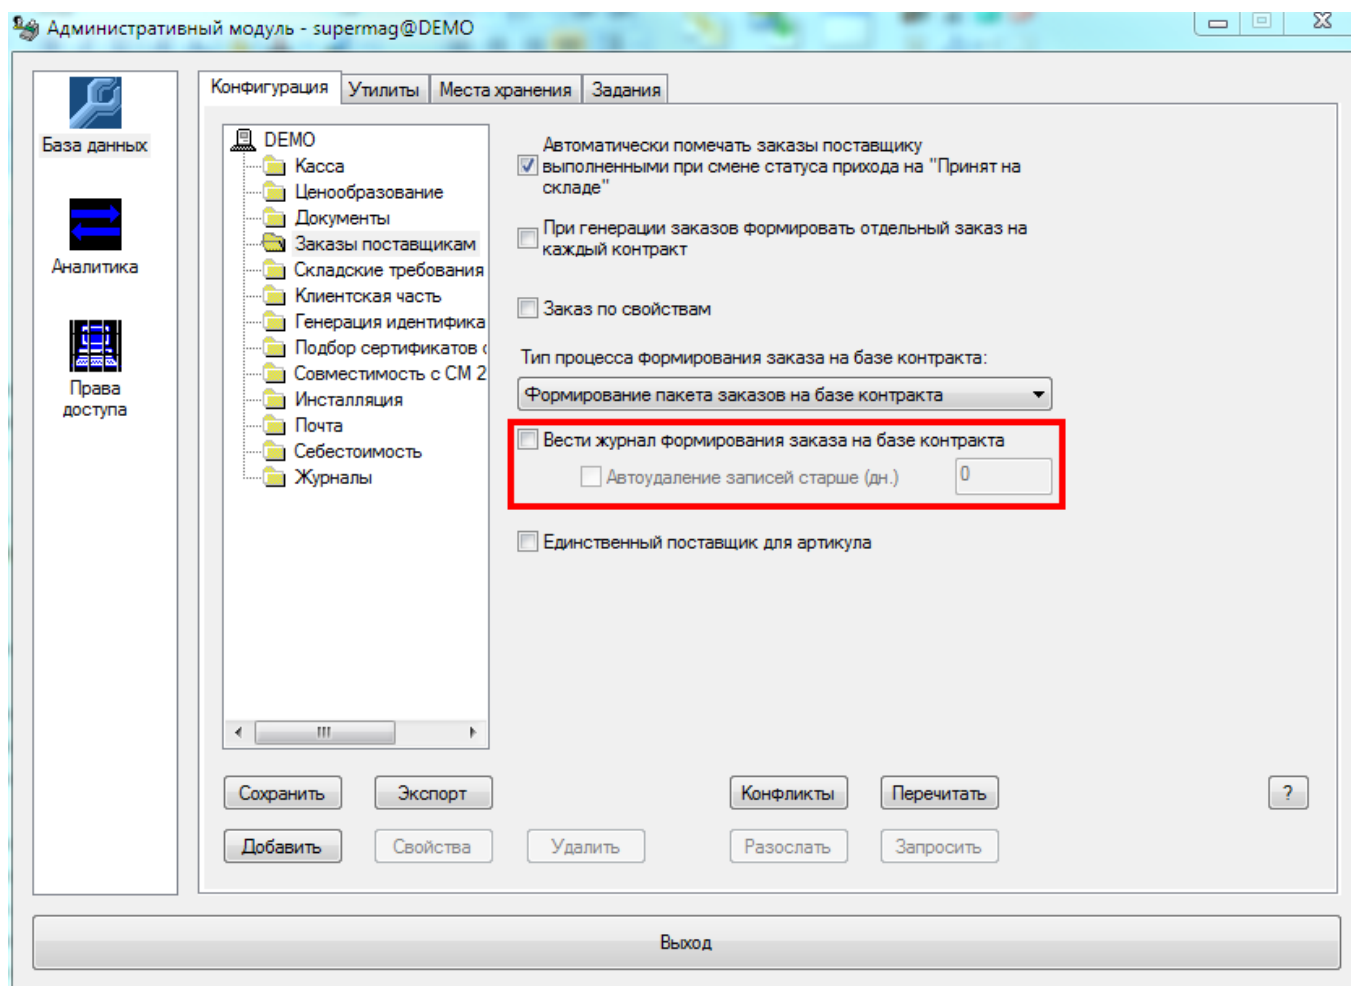 Административный модуль - supermag@DEMO
База данных
Аналитика
Права
доступа
Конфигурация
Утилиты
Места хранения
Задания
DEMO
Касса
Ценообразование
Документы
Заказы поставщикам
Складские требования
Клиентская часть
Генерация идентифика
Подбор сертификатов
Совместимость с СМ 2
Инсталляция
Почта
Себестоимость
Журналы
Автоматически помечать заказы поставщику
выполненными при смене статуса прихода на "Принят на
складе"
При генерации заказов формировать отдельный заказ на
каждый контракт
Заказ по свойствам
Тип процесса формирования заказа на базе контракта:
Формирование пакета заказов на базе контракта
Вести журнал формирования заказа на базе контракта
Автоудаление записей старше (дн.) 0
Единственный поставщик для артикула
Сохранить
Экспорт
Конфликты
Перечитать
?
Добавить
Свойства
Удалить
Разослать
Запросить
Выход